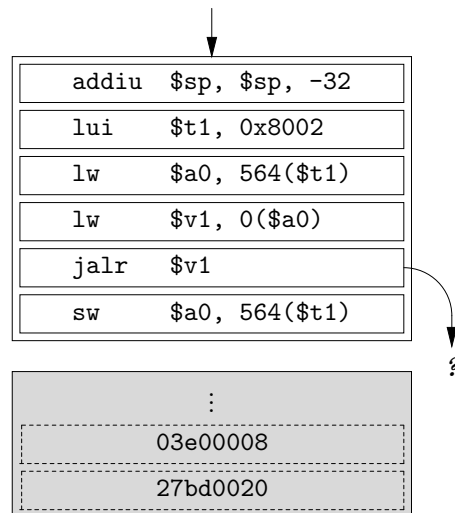 addiu $sp, $sp, -32
lui $t1, 0x8002
lw $a0, 564($t1)
lw $v1, 0($a0)
jalr $v1
sw $a0, 564($t1)
?
⋮
03e00008
27bd0020